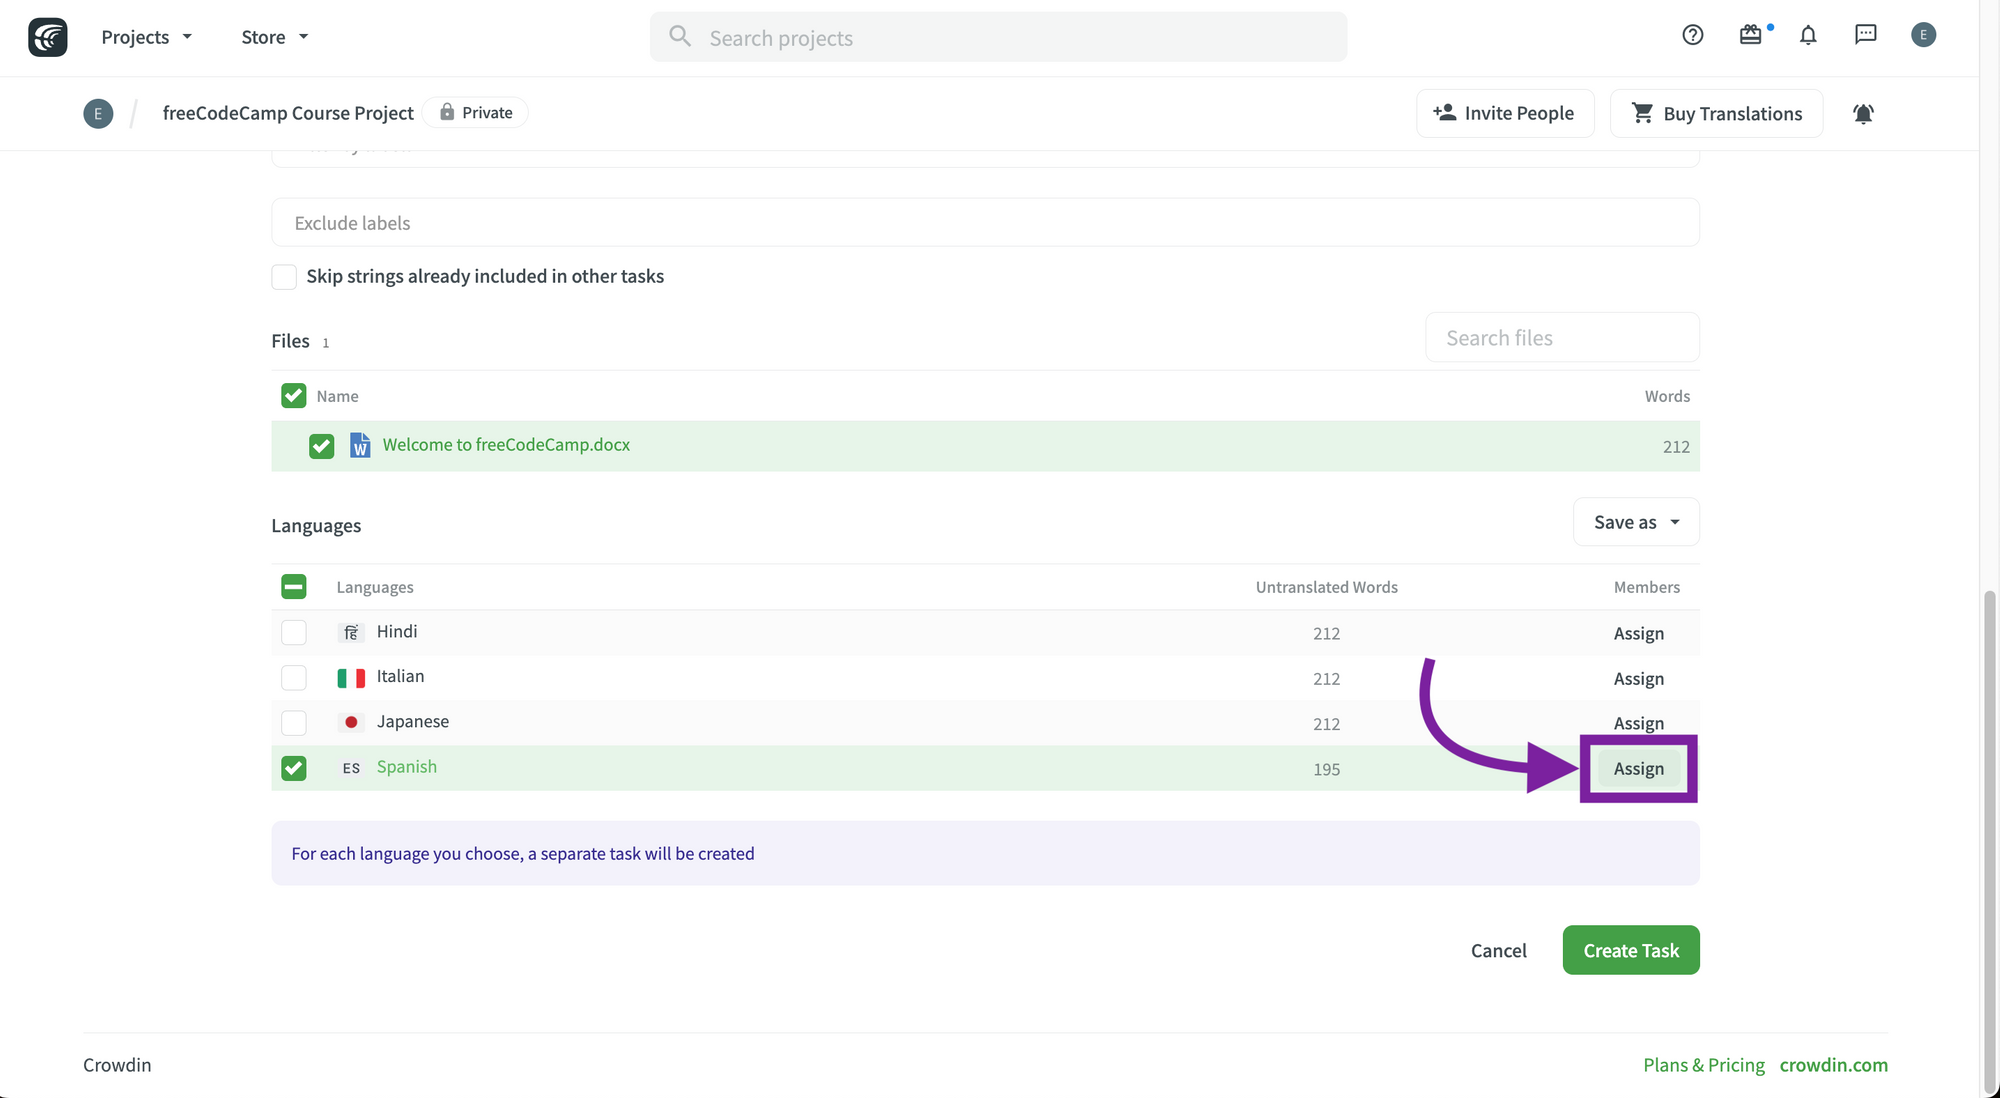 Projects Store Search projects E
E / freeCodeCamp Course Project Private Invite People Buy Translations
Exclude labels
Skip strings already included in other tasks
Files 1 Search files
Name Words
W Welcome to freeCodeCamp.docx 212
Languages Save as
Languages Untranslated Words Members
हिं Hindi 212 Assign
Italian 212 Assign
Japanese 212 Assign
ES Spanish 195 Assign
For each language you choose, a separate task will be created
Cancel Create Task
Crowdin Plans & Pricing crowdin.com